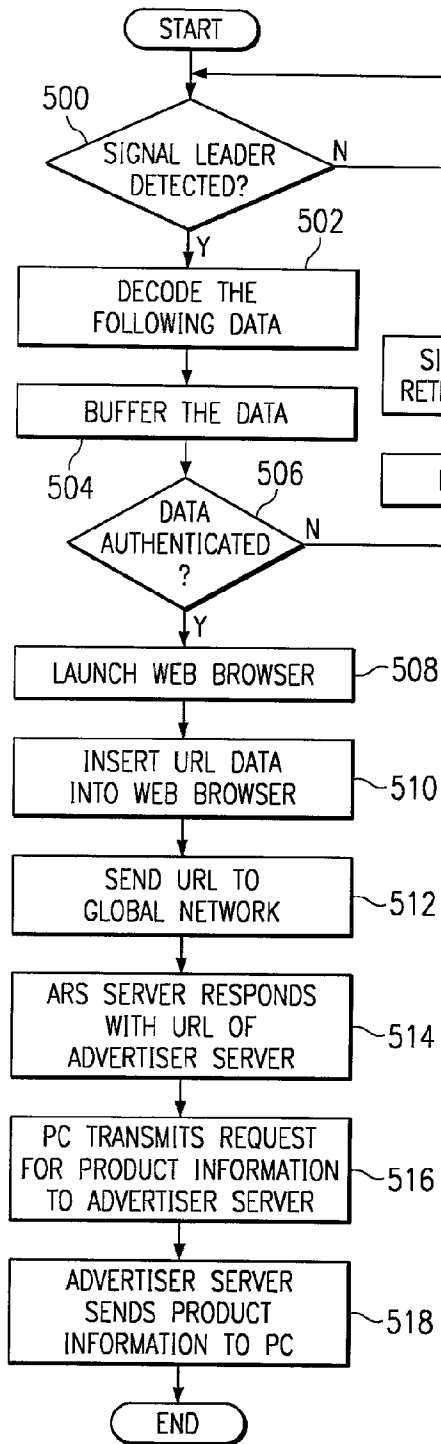 START
500
SIGNAL LEADER
DETECTED?
N
Y
502
DECODE THE
FOLLOWING DATA
BUFFER THE DATA
504
506
DATA
AUTHENTICATED
?
N
Y
LAUNCH WEB BROWSER
508
INSERT URL DATA
INTO WEB BROWSER
510
SEND URL TO
GLOBAL NETWORK
512
ARS SERVER RESPONDS
WITH URL OF
ADVERTISER SERVER
514
PC TRANSMITS REQUEST
FOR PRODUCT INFORMATION
TO ADVERTISER SERVER
516
ADVERTISER SERVER
SENDS PRODUCT
INFORMATION TO PC
518
END